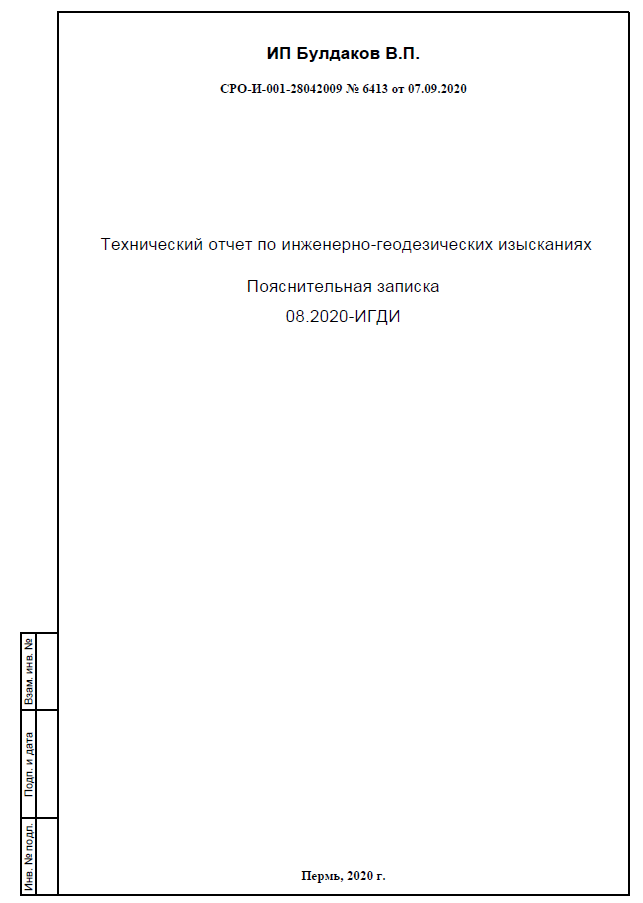 ИП Булдаков В.П.
СРО-И-001-28042009 № 6413 от 07.09.2020
Технический отчет по инженерно-геодезических изысканиях
Пояснительная записка
08.2020-ИГДИ
Взам. инв. №
Подп. и дата
Инв. № подл.
Пермь, 2020 г.